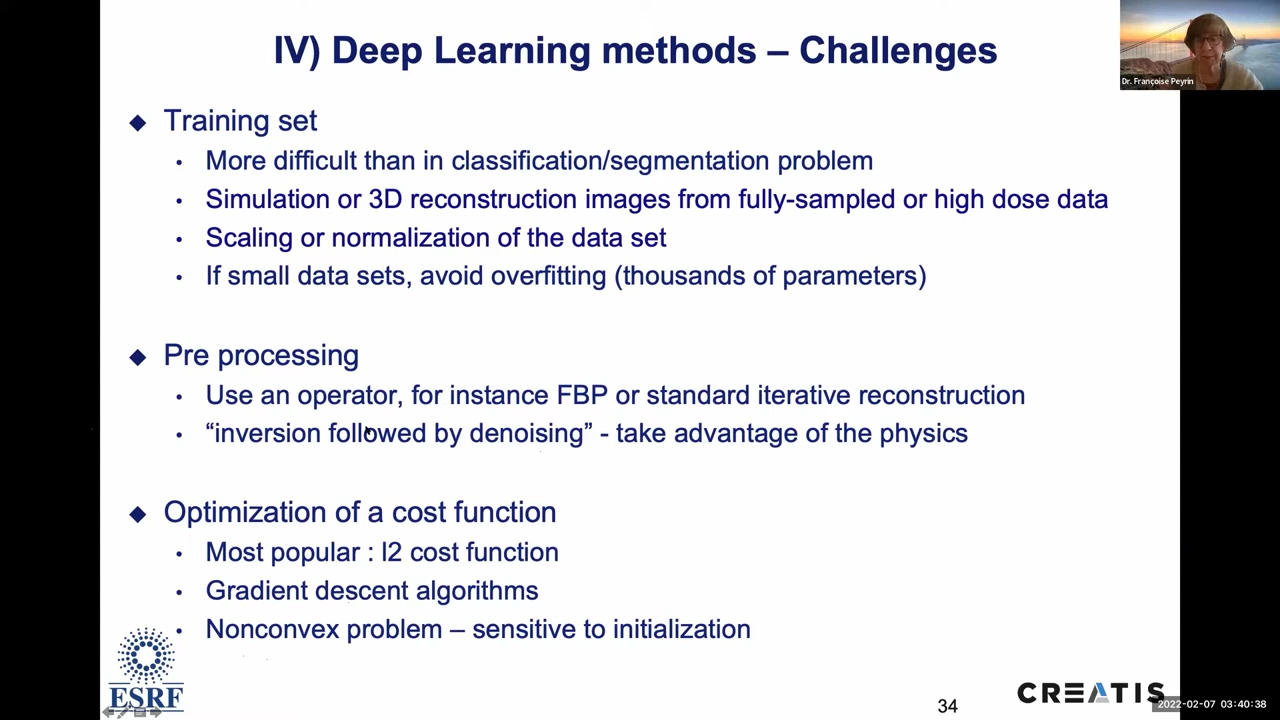 IV) Deep Learning methods – Challenges
Dr. Françoise Peyrin
◆ Training set
• More difficult than in classification/segmentation problem
• Simulation or 3D reconstruction images from fully-sampled or high dose data
• Scaling or normalization of the data set
• If small data sets, avoid overfitting (thousands of parameters)
◆ Pre processing
• Use an operator, for instance FBP or standard iterative reconstruction
• “inversion followed by denoising” - take advantage of the physics
◆ Optimization of a cost function
• Most popular : l2 cost function
• Gradient descent algorithms
• Nonconvex problem – sensitive to initialization
ESRF
34
CREATIS
2022-02-07 03:40:38